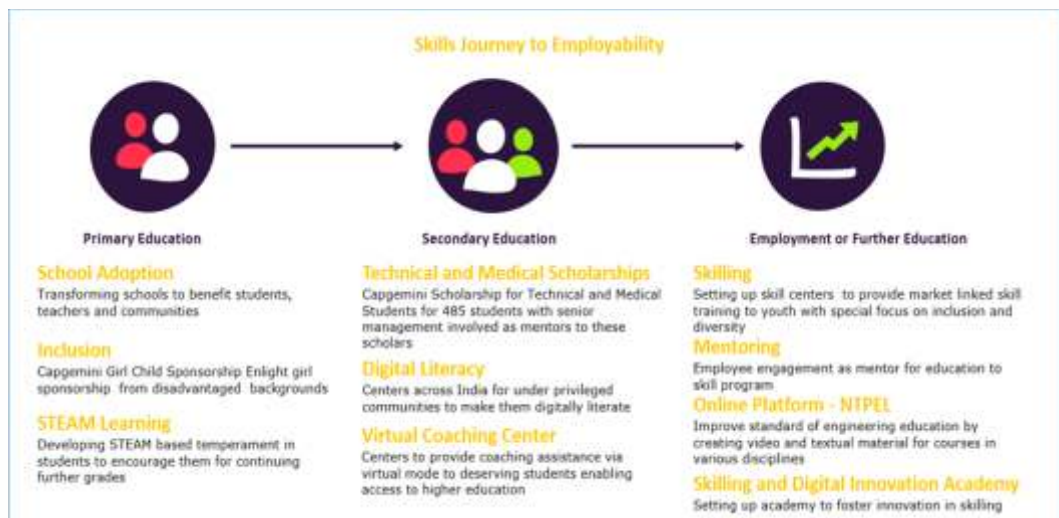 Skills Journey to Employability
Primary Education
School Adoption
Transforming schools to benefit students,
teachers and communities
Inclusion
Capgemini Girl Child Sponsorship Enlight girl
sponsorship from disadvantaged backgrounds
STEAM Learning
Developing STEAM based temperament in
students to encourage them for continuing
further grades
Secondary Education
Technical and Medical Scholarships
Capgemini Scholarship for Technical and Medical
Students for 485 students with senior
management involved as mentors to these
scholars
Digital Literacy
Centers across India for under privileged
communities to make them digitally literate
Virtual Coaching Center
Centers to provide coaching assistance via
virtual mode to deserving students enabling
access to higher education
Employment or Further Education
Skilling
Setting up skill centers to provide market linked skill
training to youth with special focus on inclusion and
diversity
Mentoring
Employee engagement as mentor for education to
skill program
Online Platform - NTPEL
Improve standard of engineering education by
creating video and textual material for courses in
various disciplines
Skilling and Digital Innovation Academy
Setting up academy to foster innovation in skilling